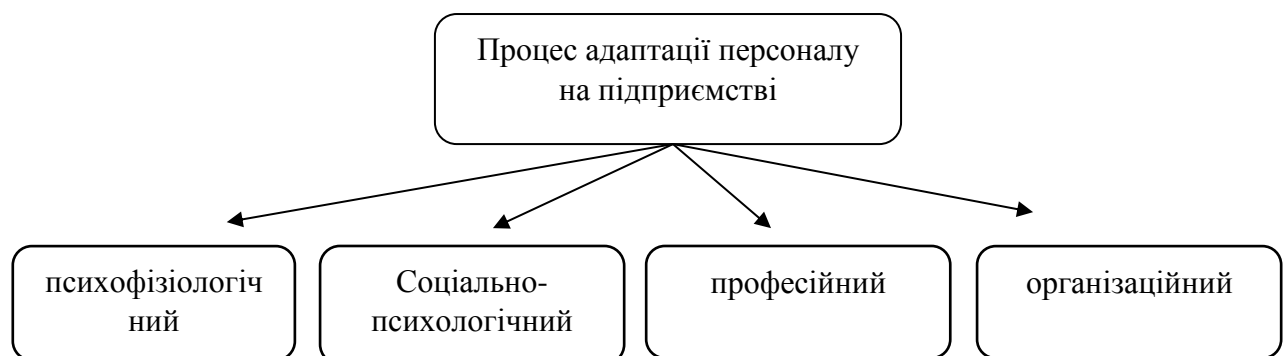 Процес адаптації персоналу
на підприємстві
психофізіологіч
ний
Соціально-
психологічний
професійний
організаційний